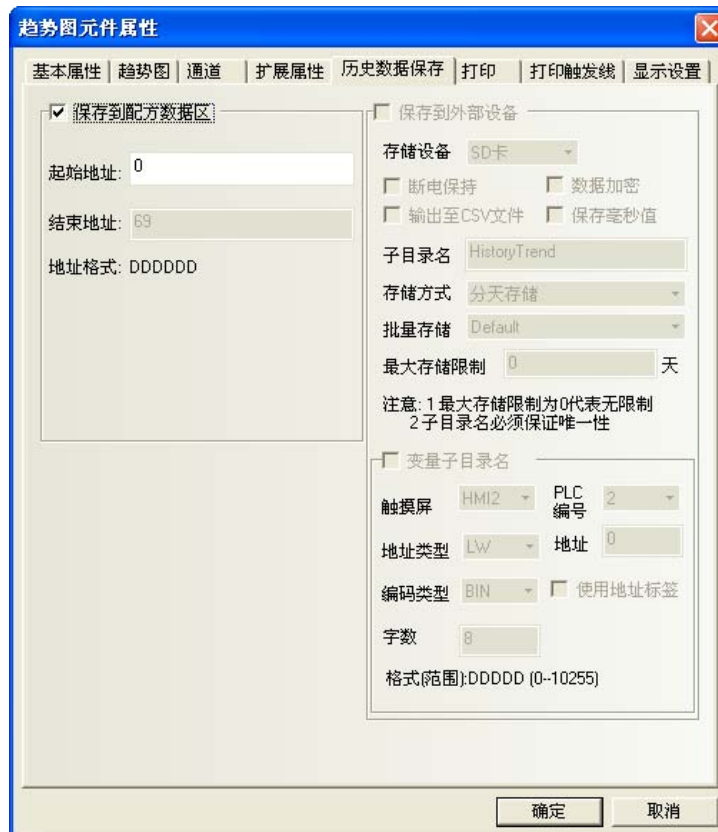 趋势图元件属性
基本属性 趋势图 通道 扩展属性 历史数据保存 打印 打印触发线 显示设置
保存到配方数据区
起始地址: 0
结束地址: 69
地址格式: DDDDDD
保存到外部设备
存储设备 SD卡
断电保持 数据加密
输出至CSV文件 保存毫秒值
子目录名 HistoryTrend
存储方式 分天存储
批量存储 Default
最大存储限制 0 天
注意: 1 最大存储限制为0代表无限制
2 子目录名必须保证唯一性
变量子目录名
触摸屏 HMI2 PLC编号 2
地址类型 LW 地址 0
编码类型 BIN 使用地址标签
字数 8
格式(范围):DDDDD (0--10255)
确定 取消